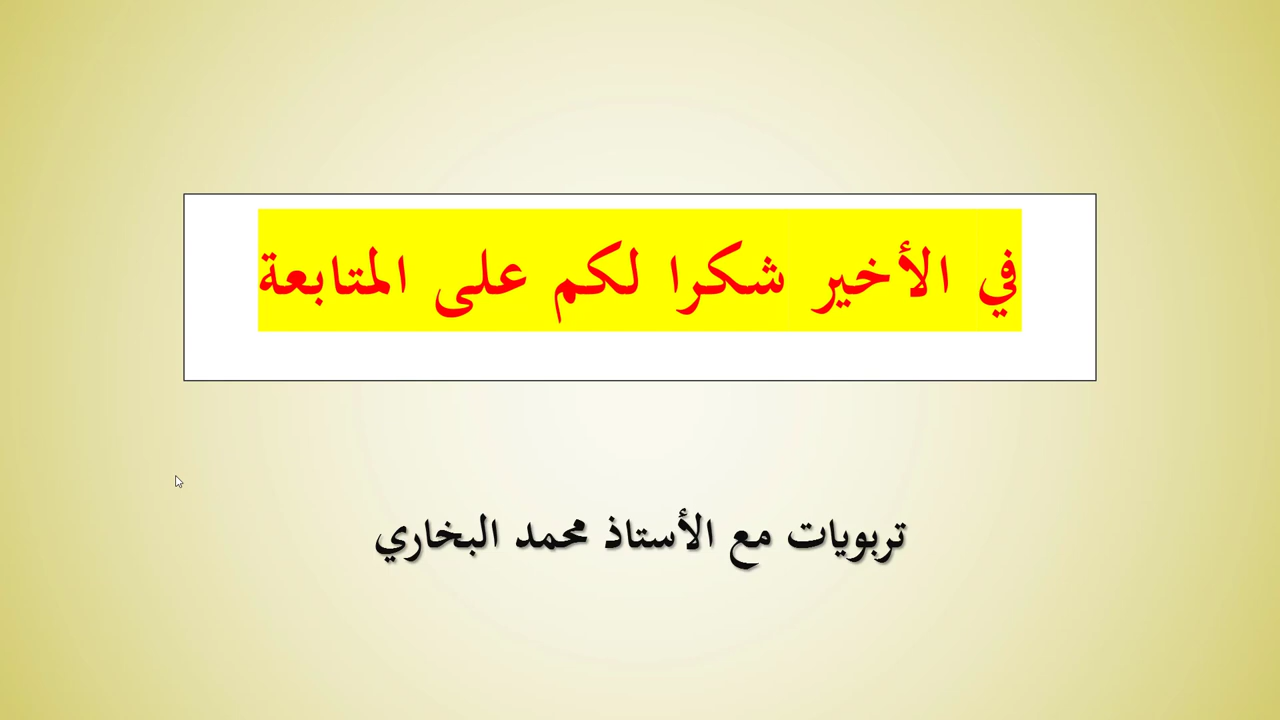 في الأخير شكرا لكم على المتابعة
تربويات مع الأستاذ محمد البخاري